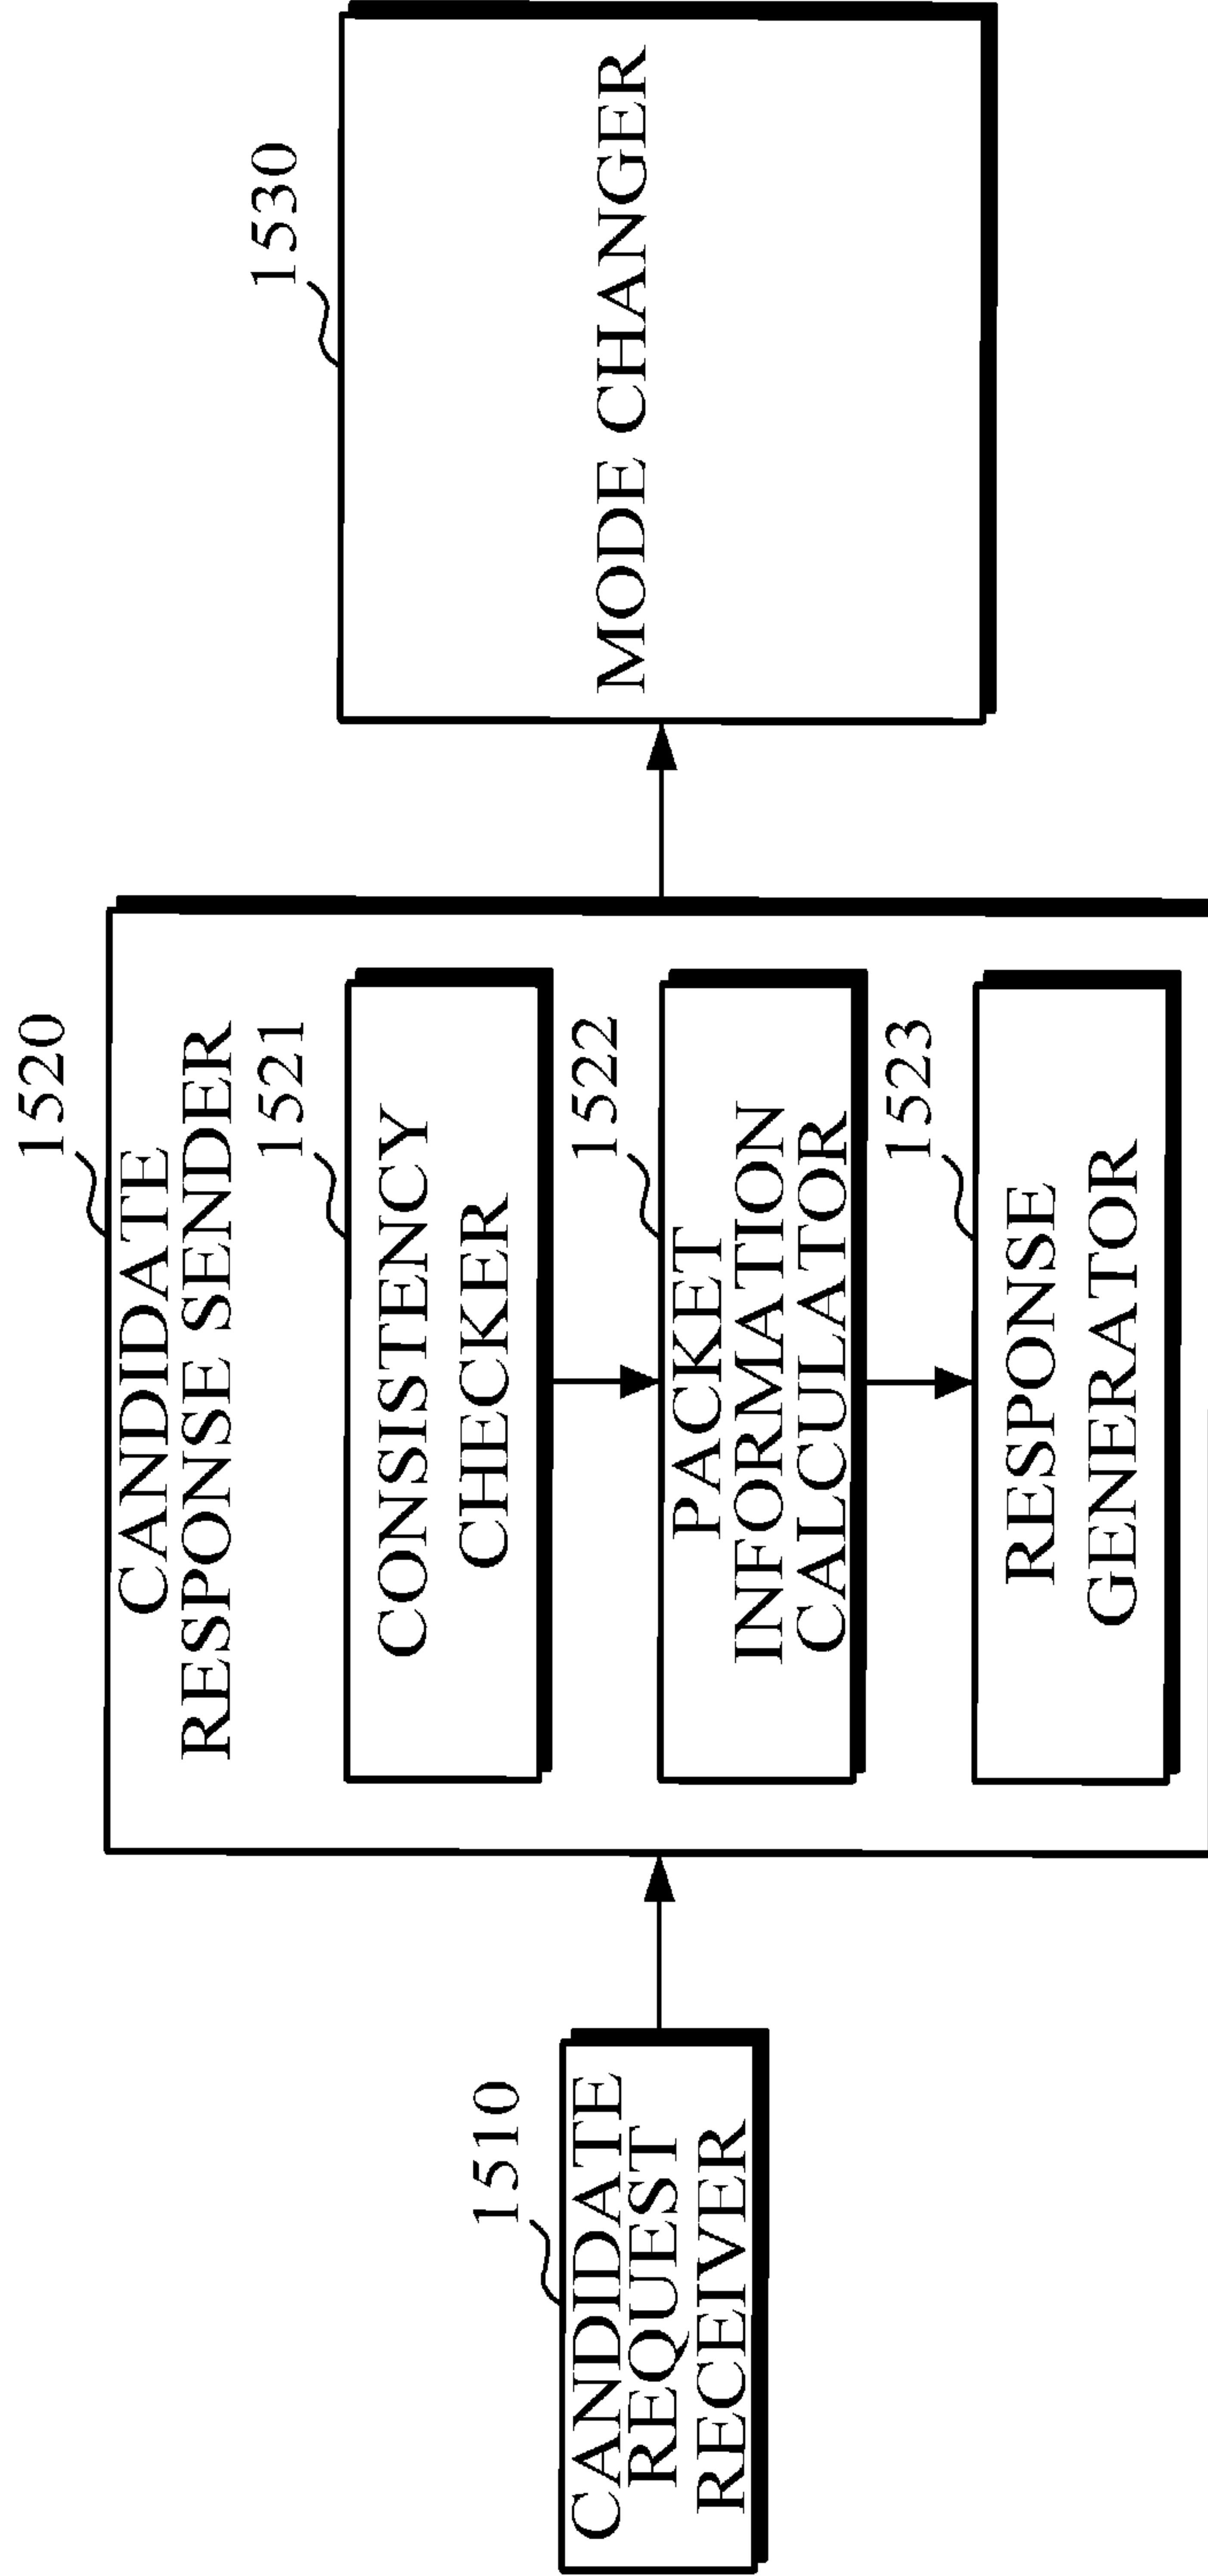 1510
CANDIDATE
REQUEST
RECEIVER
1520
CANDIDATE
RESPONSE SENDER
1521
CONSISTENCY
CHECKER
1522
PACKET
INFORMATION
CALCULATOR
1523
RESPONSE
GENERATOR
1530
MODE CHANGER